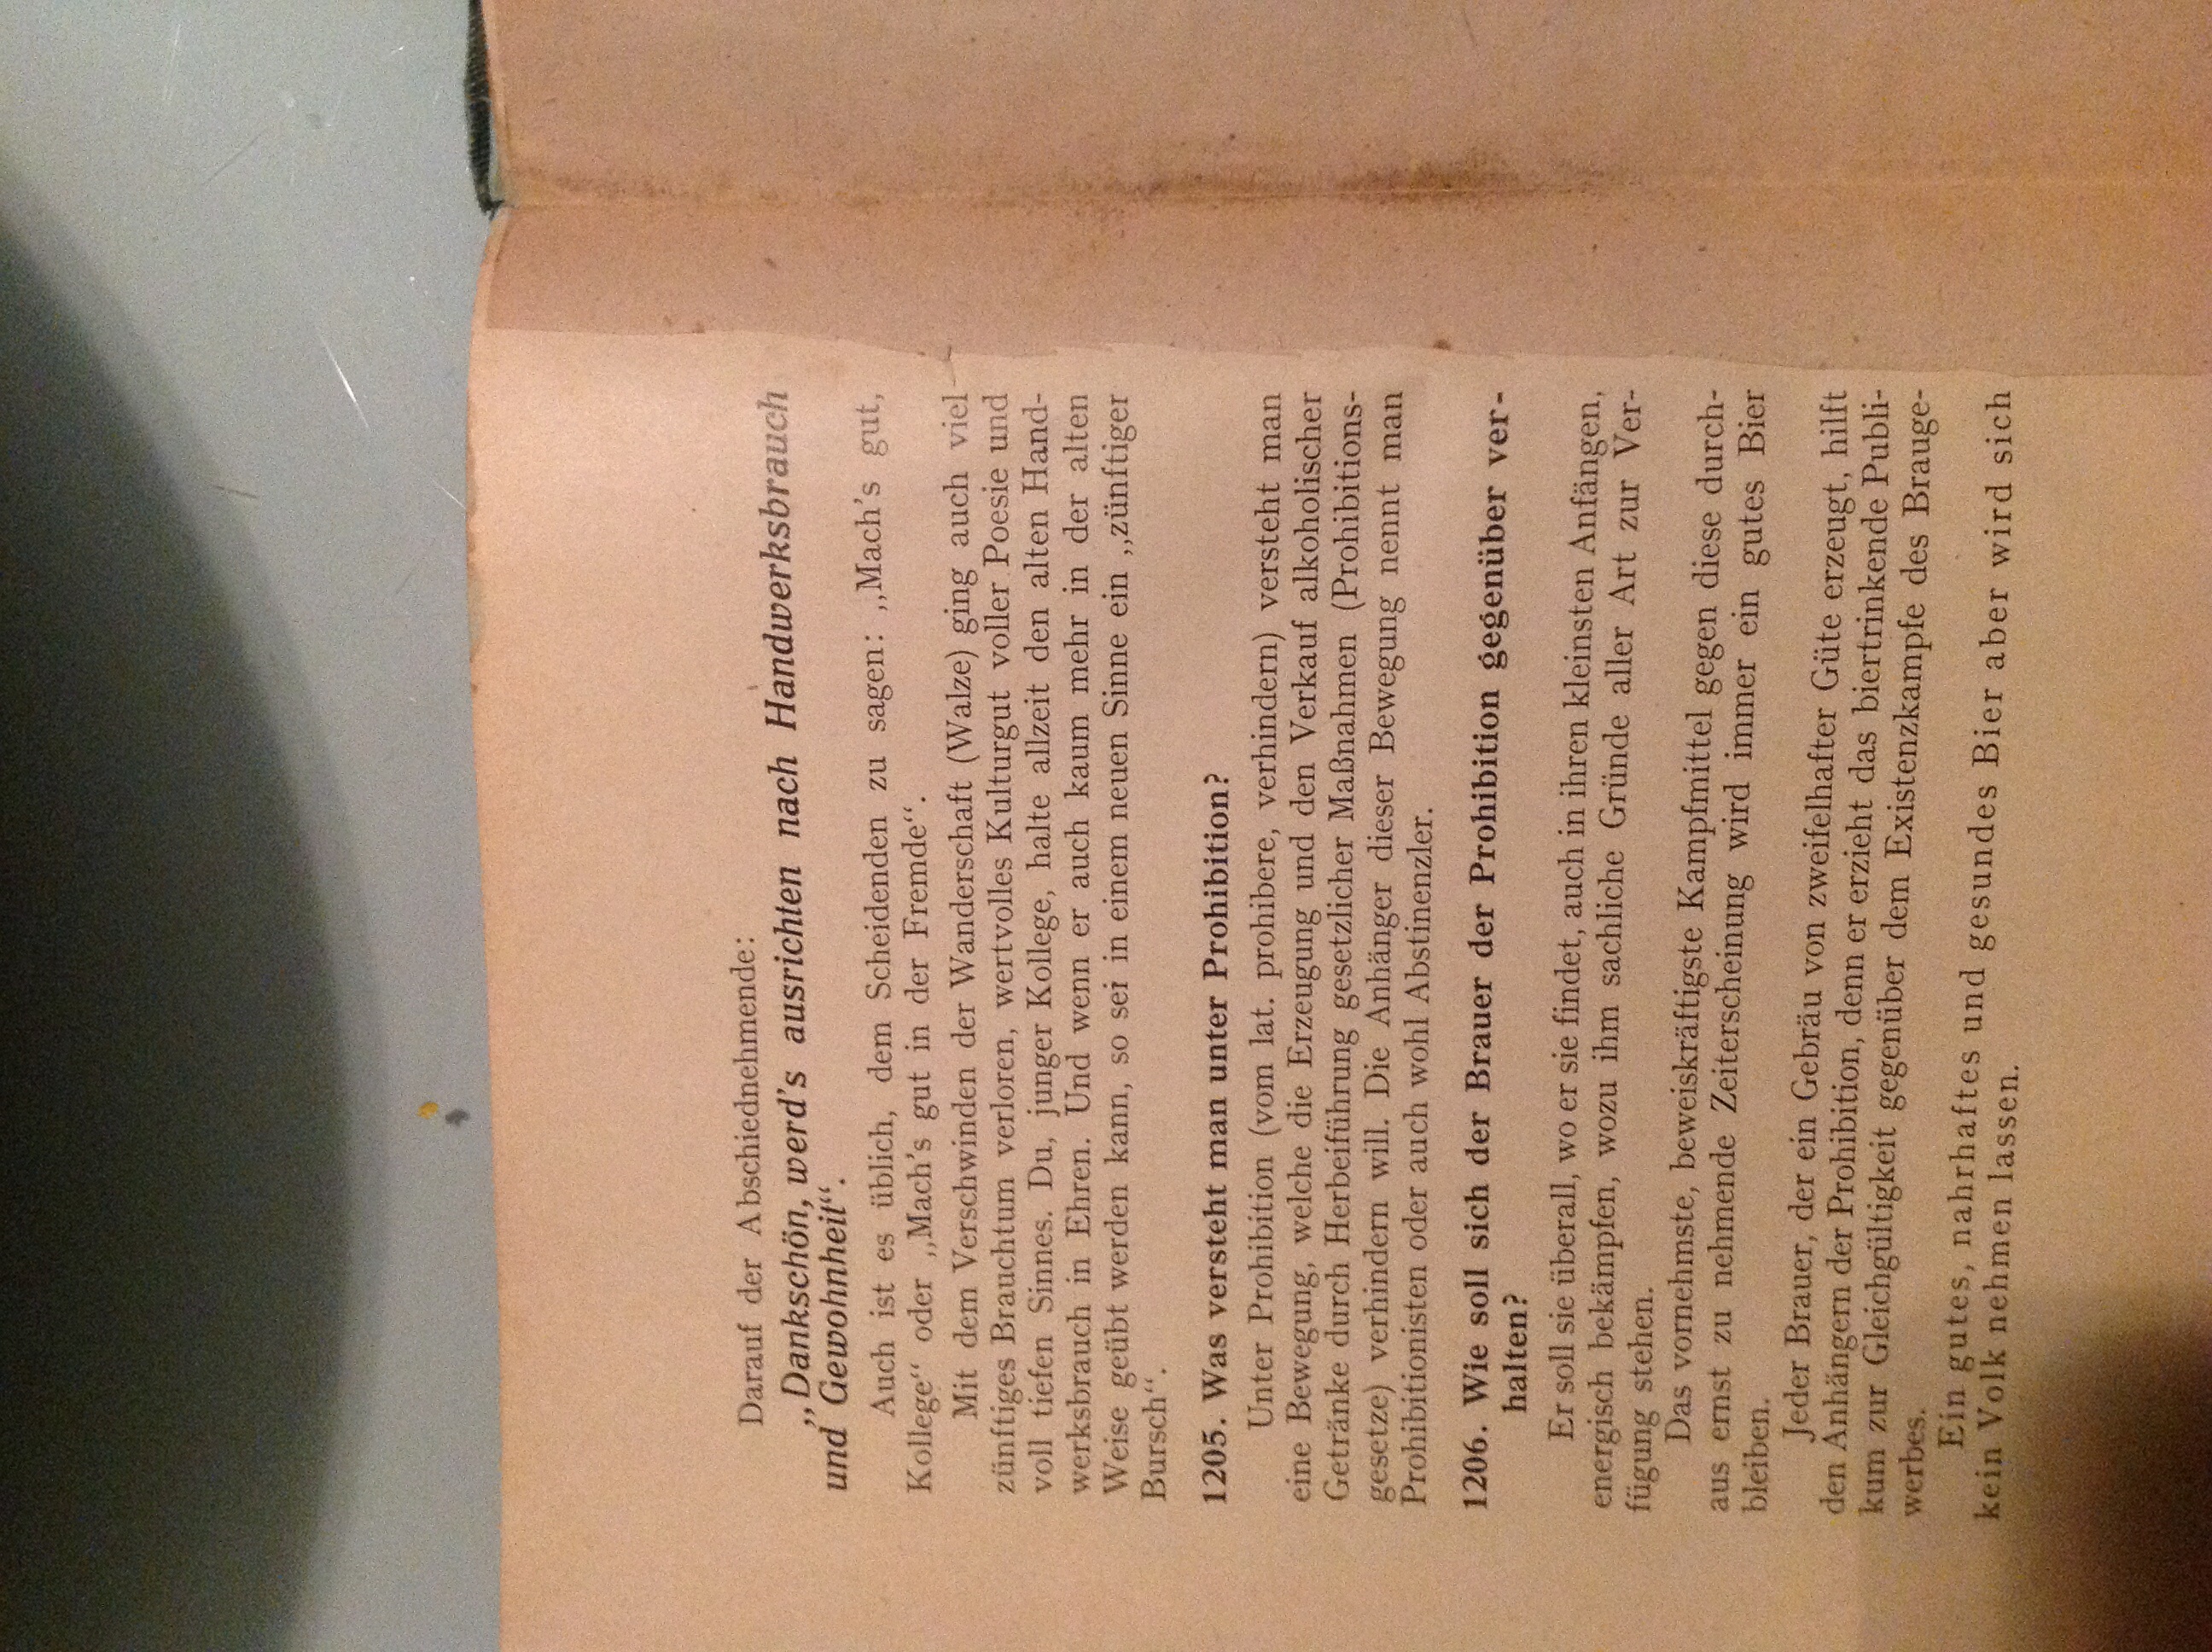 Darauf der Abschiednehmende:
„Dankschön, werd's ausrichten nach Handwerksbrauch
und Gewohnheit“.
Auch ist es üblich, dem Scheidenden zu sagen: „Mach's gut,
Kollege“ oder „Mach's gut in der Fremde“.
Mit dem Verschwinden der Wanderschaft (Walze) ging auch viel
zünftiges Brauchtum verloren, wertvolles Kulturgut voller Poesie und
voll tiefen Sinnes. Du, junger Kollege, halte allzeit den alten Hand-
werksbrauch in Ehren. Und wenn er auch kaum mehr in der alten
Weise geübt werden kann, so sei in einem neuen Sinne ein „zünftiger
Bursch“.
1205. Was versteht man unter Prohibition?
Unter Prohibition (vom lat. prohibere, verhindern) versteht man
eine Bewegung, welche die Erzeugung und den Verkauf alkoholischer
Getränke durch Herbeiführung gesetzlicher Maßnahmen (Prohibitions-
gesetze) verhindern will. Die Anhänger dieser Bewegung nennt man
Prohibitionisten oder auch wohl Abstinenzler.
1206. Wie soll sich der Brauer der Prohibition gegenüber ver-
halten?
Er soll sie überall, wo er sie findet, auch in ihren kleinsten Anfängen,
energisch bekämpfen, wozu ihm sachliche Gründe aller Art zur Ver-
fügung stehen.
Das vornehmste, beweiskräftigste Kampfmittel gegen diese durch-
aus ernst zu nehmende Zeiterscheinung wird immer ein gutes Bier
bleiben.
Jeder Brauer, der ein Gebräu von zweifelhafter Güte erzeugt, hilft
den Anhängern der Prohibition, denn er erzieht das biertrinkende Publi-
kum zur Gleichgültigkeit gegenüber dem Existenzkampfe des Brauge-
werbes.
Ein gutes, nahrhaftes und gesundes Bier aber wird sich
kein Volk nehmen lassen.